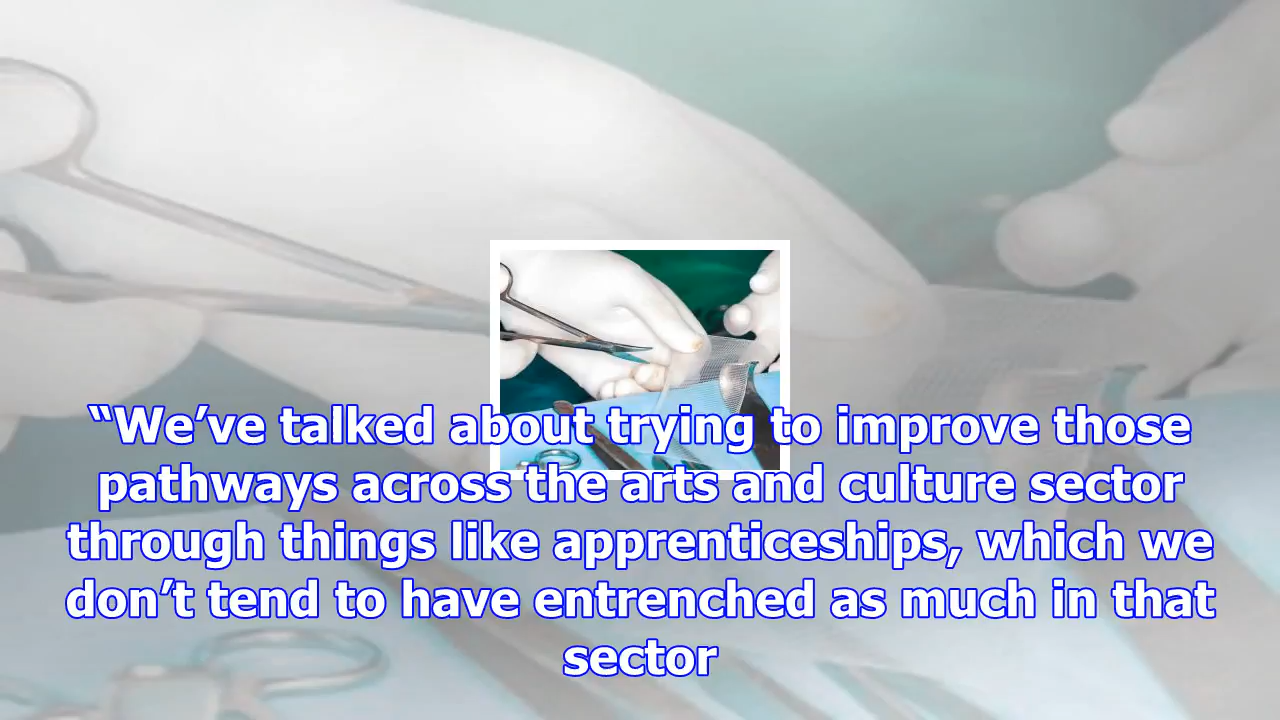 “We’ve talked about trying to improve those
pathways across the arts and culture sector
through things like apprenticeships, which we
don’t tend to have entrenched as much in that
sector